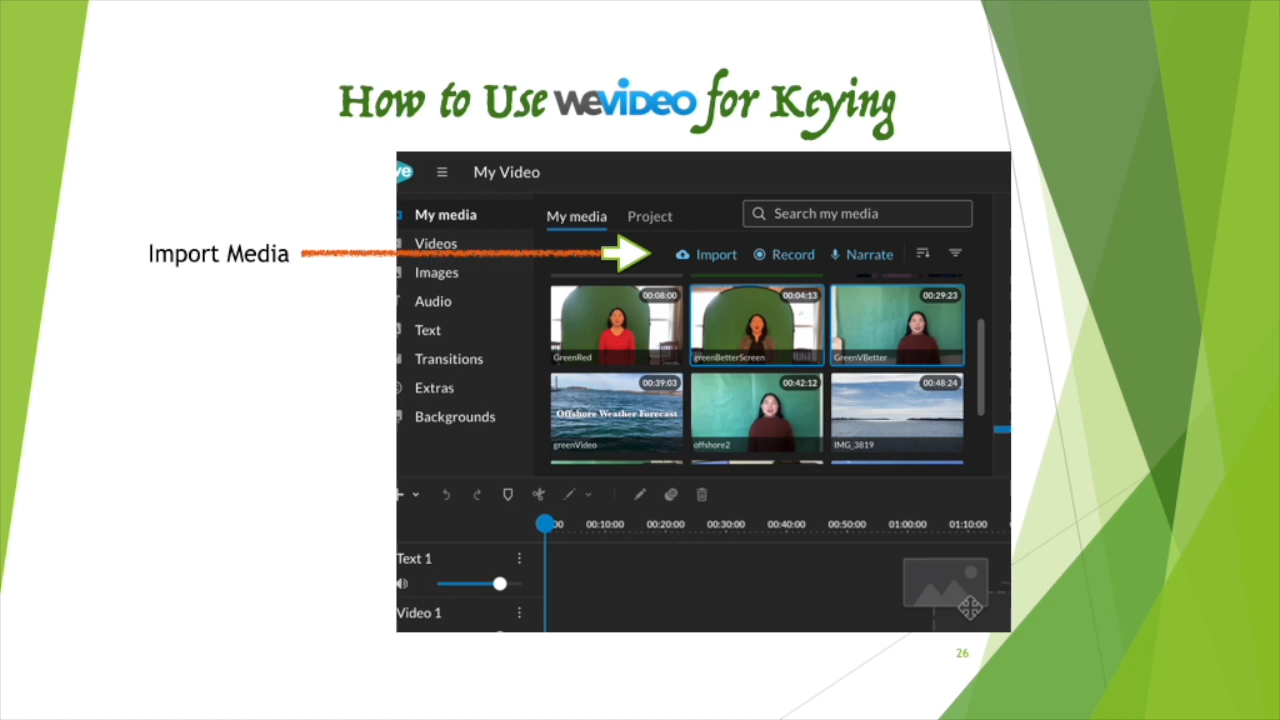 How to Use WEVIDEO for Keying
My Video
My media
Videos
Images
Audio
Text
Transitions
Extras
Backgrounds
My media Project
Search my media
Import Media
Import Record Narrate
00:08:00 00:04:13 00:29:23
GreenRed greenBetterScreen GreenVBetter
00:39:03 00:42:12 00:48:24
Offshore Weather Forecast
greenVideo offshore2 IMG_3819
00:10:00 00:20:00 00:30:00 00:40:00 00:50:00 01:00:00 01:10:00
Text 1
Video 1
26